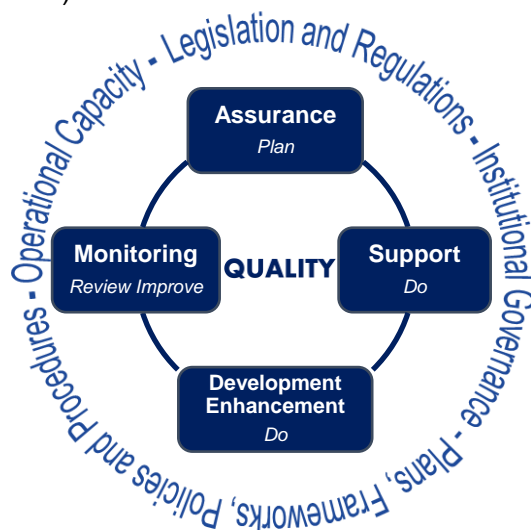 )
Operational Capacity - Legislation and Regulations - Institutional Governance - Plans, Frameworks, Policies and Procedures -
Assurance
Plan
Monitoring
Review Improve
QUALITY
Support
Do
Development
Enhancement
Do